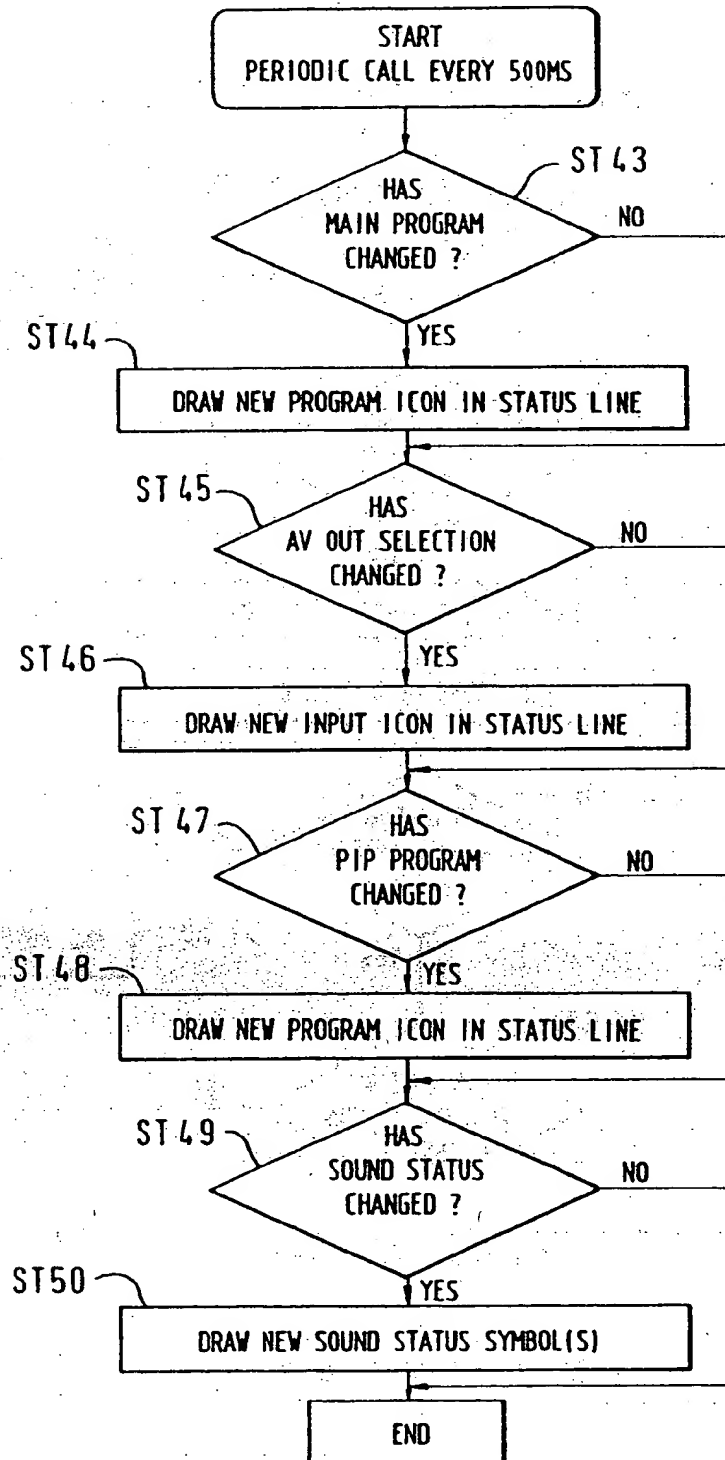 START
PERIODIC CALL EVERY 500MS
ST43
HAS
MAIN PROGRAM
CHANGED ?
NO
YES
ST44
DRAW NEW PROGRAM ICON IN STATUS LINE
ST45
HAS
AV OUT SELECTION
CHANGED ?
NO
YES
ST46
DRAW NEW INPUT ICON IN STATUS LINE
ST47
HAS
PIP PROGRAM
CHANGED ?
NO
YES
ST48
DRAW NEW PROGRAM ICON IN STATUS LINE
ST49
HAS
SOUND STATUS
CHANGED ?
NO
YES
ST50
DRAW NEW SOUND STATUS SYMBOL(S)
END